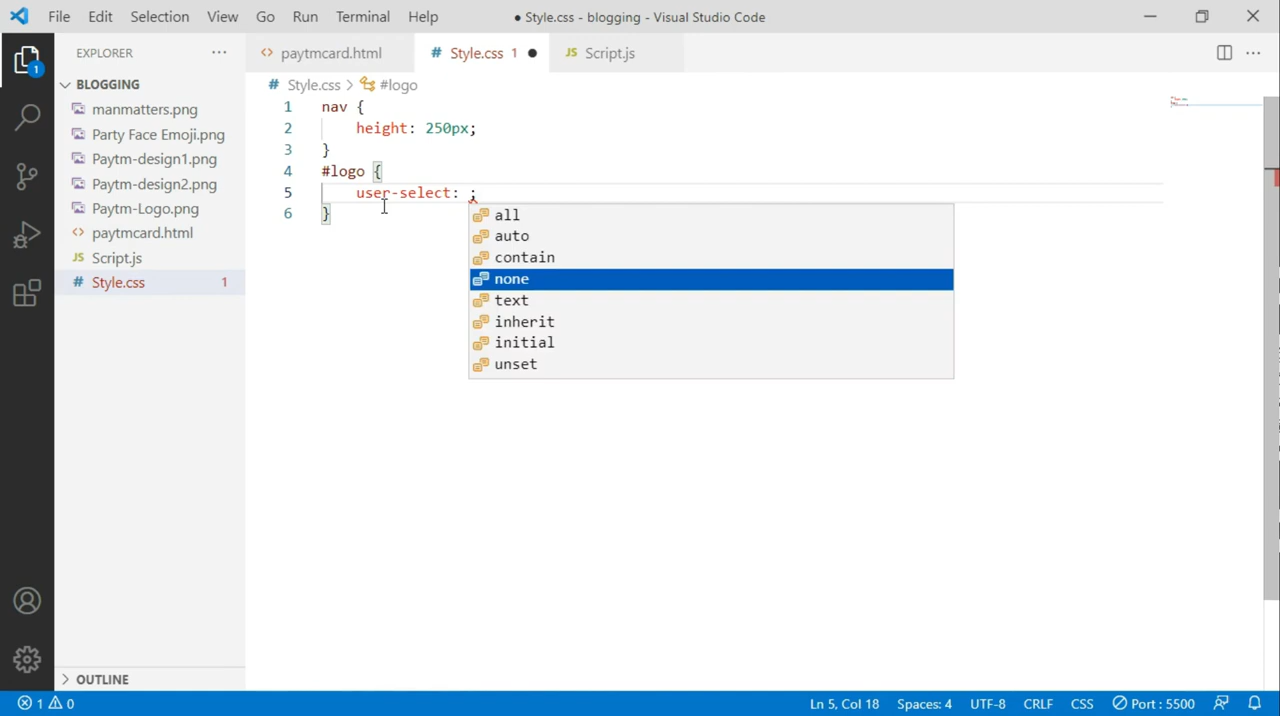 File Edit Selection View Go Run Terminal Help ● Style.css - blogging - Visual Studio Code
EXPLORER ···
paytmcard.html # Style.css 1 ● JS Script.js
1
BLOGGING
# Style.css > #logo
manmatters.png
Party Face Emoji.png
Paytm-design1.png
Paytm-design2.png
Paytm-Logo.png
paytmcard.html
JS Script.js
# Style.css 1
1 nav {
2 height: 250px;
3 }
4 #logo {
5 user-select: ;
6 }
all
auto
contain
none
text
inherit
initial
unset
OUTLINE
1 0 Ln 5, Col 18 Spaces: 4 UTF-8 CRLF CSS Port : 5500